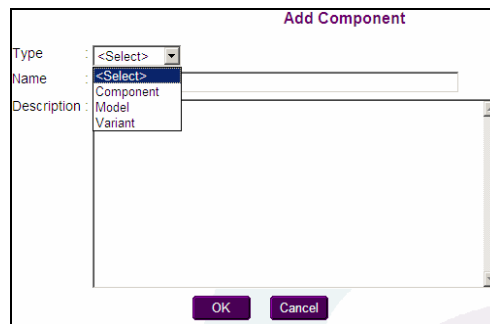 Add Component
Type : <Select>
<Select>
Name :
Component
Description :
Model
Variant
OK Cancel